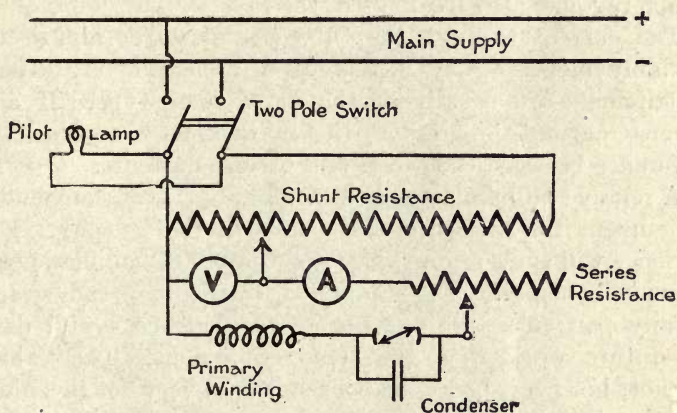 +
Main Supply
-
Two Pole Switch
Pilot Lamp
Shunt Resistance
V
A
Series
Resistance
Primary
Winding
Condenser